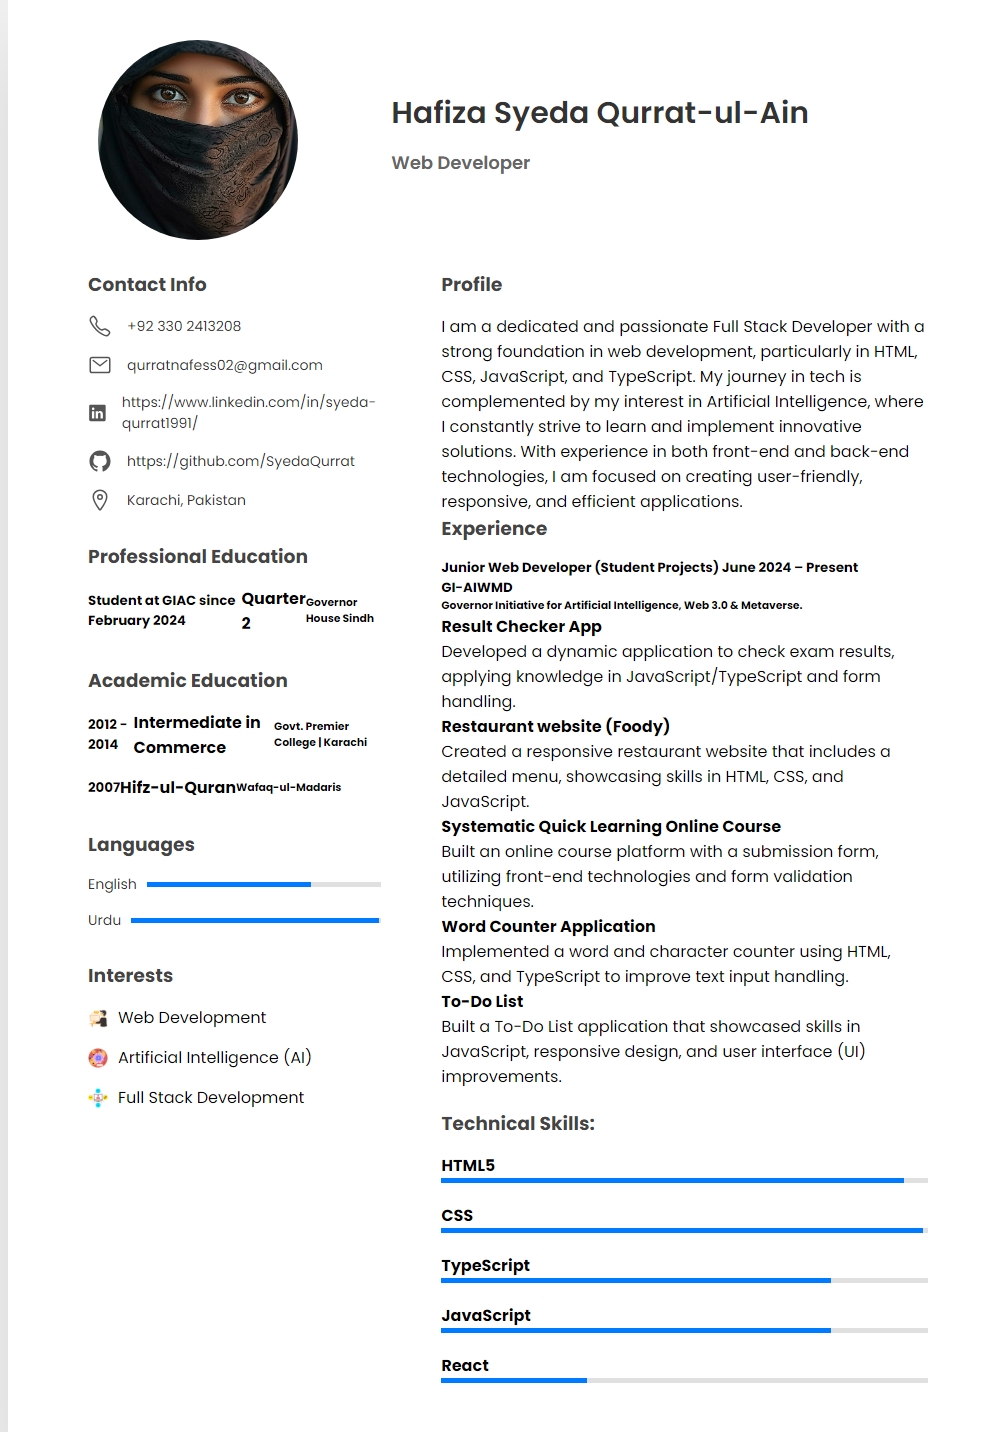 Hafiza Syeda Qurrat-ul-Ain
Web Developer
Contact Info
+92 330 2413208
qurratnafess02@gmail.com
https://www.linkedin.com/in/syeda-
qurrat1991/
https://github.com/SyedaQurrat
Karachi, Pakistan
Professional Education
Student at GIAC since
February 2024
Quarter
2
Governor
House Sindh
Academic Education
2012 -
2014
Intermediate in
Commerce
Govt. Premier
College | Karachi
2007
Hifz-ul-Quran
Wafaq-ul-Madaris
Languages
English
Urdu
Interests
Web Development
Artificial Intelligence (AI)
Full Stack Development
Profile
I am a dedicated and passionate Full Stack Developer with a
strong foundation in web development, particularly in HTML,
CSS, JavaScript, and TypeScript. My journey in tech is
complemented by my interest in Artificial Intelligence, where
I constantly strive to learn and implement innovative
solutions. With experience in both front-end and back-end
technologies, I am focused on creating user-friendly,
responsive, and efficient applications.
Experience
Junior Web Developer (Student Projects) June 2024 – Present
GI-AIWMD
Governor Initiative for Artificial Intelligence, Web 3.0 & Metaverse.
Result Checker App
Developed a dynamic application to check exam results,
applying knowledge in JavaScript/TypeScript and form
handling.
Restaurant website (Foody)
Created a responsive restaurant website that includes a
detailed menu, showcasing skills in HTML, CSS, and
JavaScript.
Systematic Quick Learning Online Course
Built an online course platform with a submission form,
utilizing front-end technologies and form validation
techniques.
Word Counter Application
Implemented a word and character counter using HTML,
CSS, and TypeScript to improve text input handling.
To-Do List
Built a To-Do List application that showcased skills in
JavaScript, responsive design, and user interface (UI)
improvements.
Technical Skills:
HTML5
CSS
TypeScript
JavaScript
React